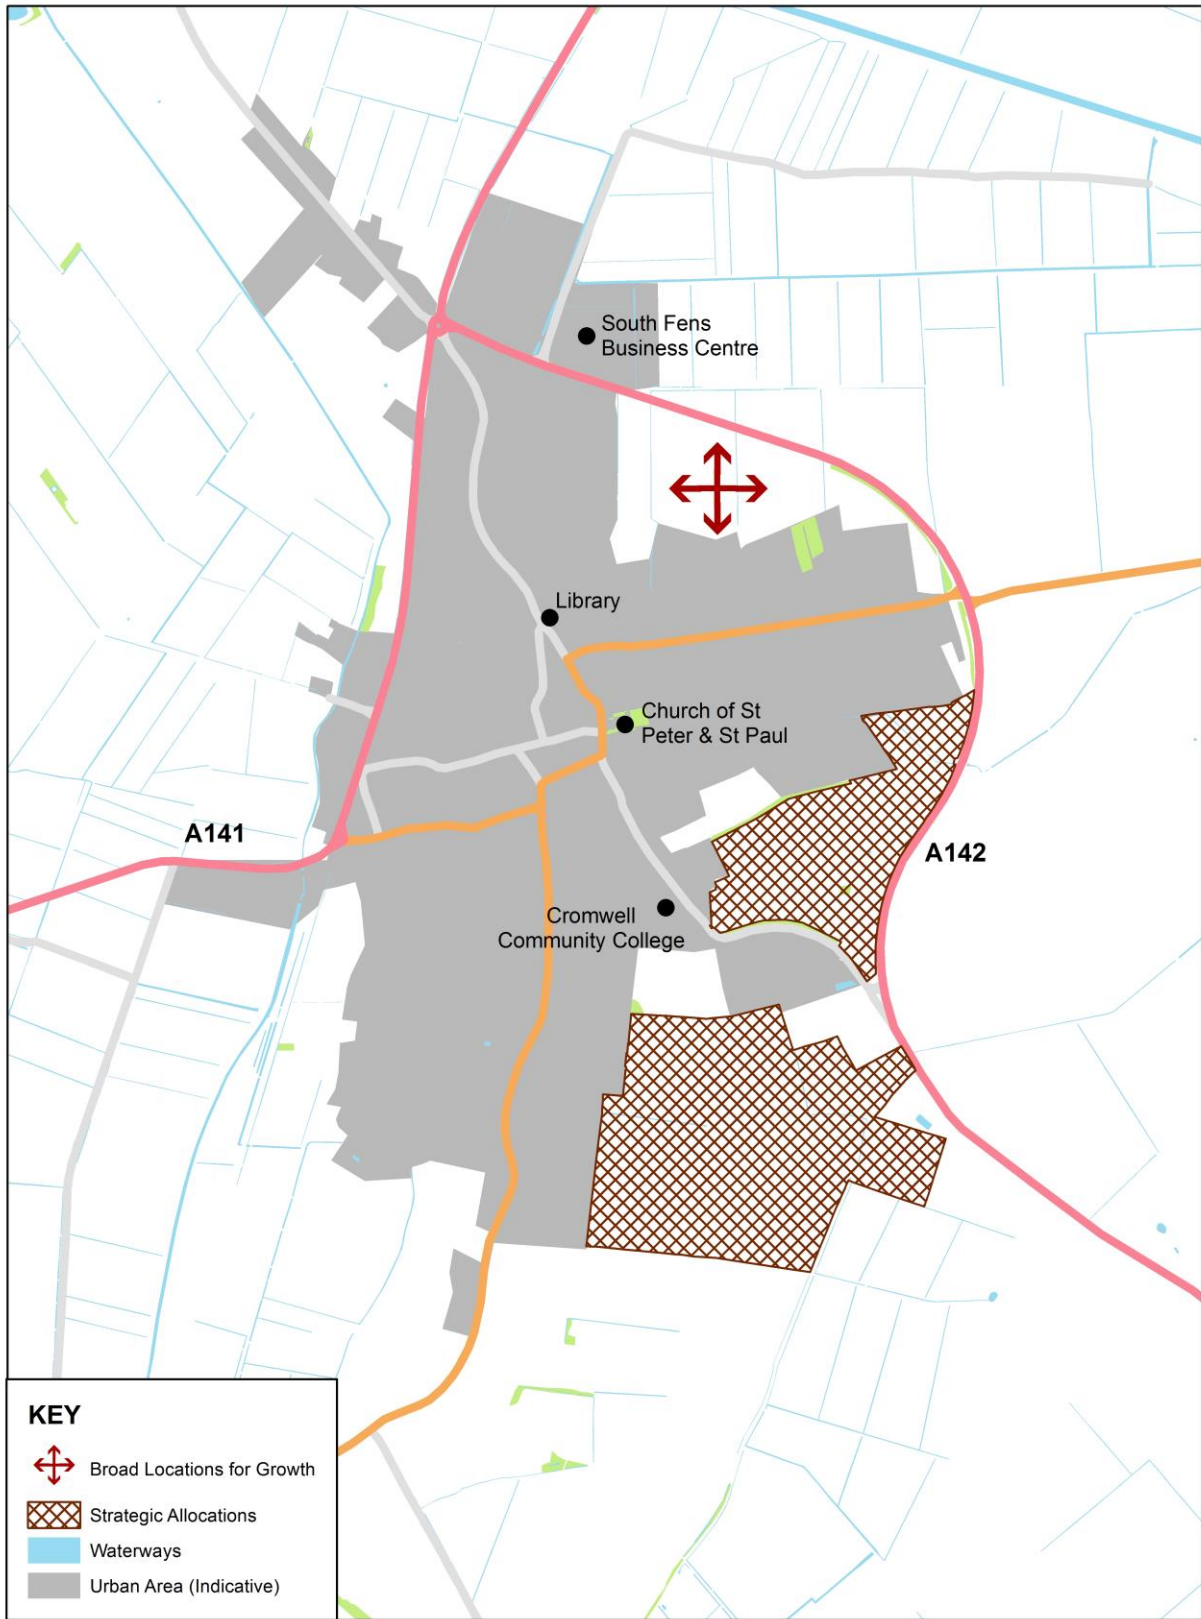 South Fens
Business Centre
Library
Church of St
Peter & St Paul
A141
A142
Cromwell
Community College
KEY
Broad Locations for Growth
Strategic Allocations
Waterways
Urban Area (Indicative)